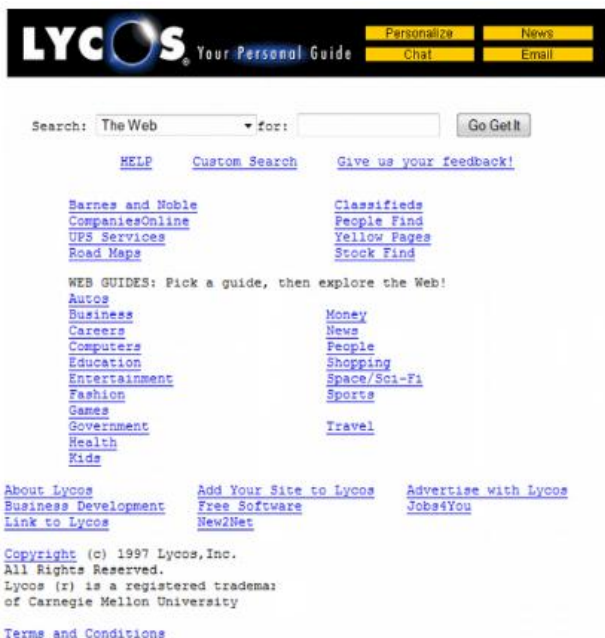 LYCOS® Your Personal Guide Personalize News
Chat Email
Search: The Web for: Go Get It
HELP Custom Search Give us your feedback!
Barnes and Noble Classifieds
CompaniesOnline People Find
UPS Services Yellow Pages
Road Maps Stock Find
WEB GUIDES: Pick a guide, then explore the Web!
Autos
Business Money
Careers News
Computers People
Education Shopping
Entertainment Space/Sci-Fi
Fashion Sports
Games
Government Travel
Health
Kids
About Lycos Add Your Site to Lycos Advertise with Lycos
Business Development Free Software Jobs4You
Link to Lycos New2Net
Copyright (c) 1997 Lycos,Inc.
All Rights Reserved.
Lycos (r) is a registered tradema:
of Carnegie Mellon University
Terms and Conditions